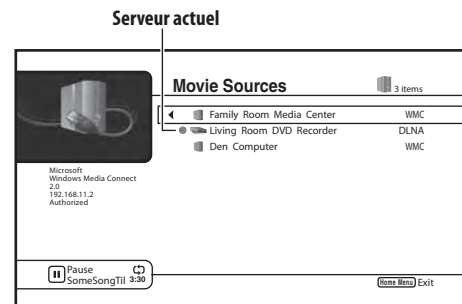 Serveur actuel
Movie Sources 3 items
Family Room Media Center WMC
Living Room DVD Recorder DLNA
Den Computer WMC
Microsoft
Windows Media Connect
2.0
192.168.11.2
Authorized
Pause
SomeSongTil 3:30
Home Menu Exit